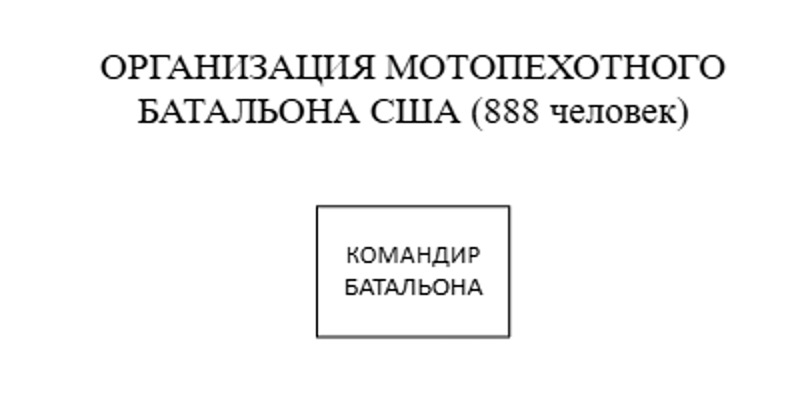 ОРГАНИЗАЦИЯ МОТОПЕХОТНОГО
БАТАЛЬОНА США (888 человек)
КОМАНДИР
БАТАЛЬОНА